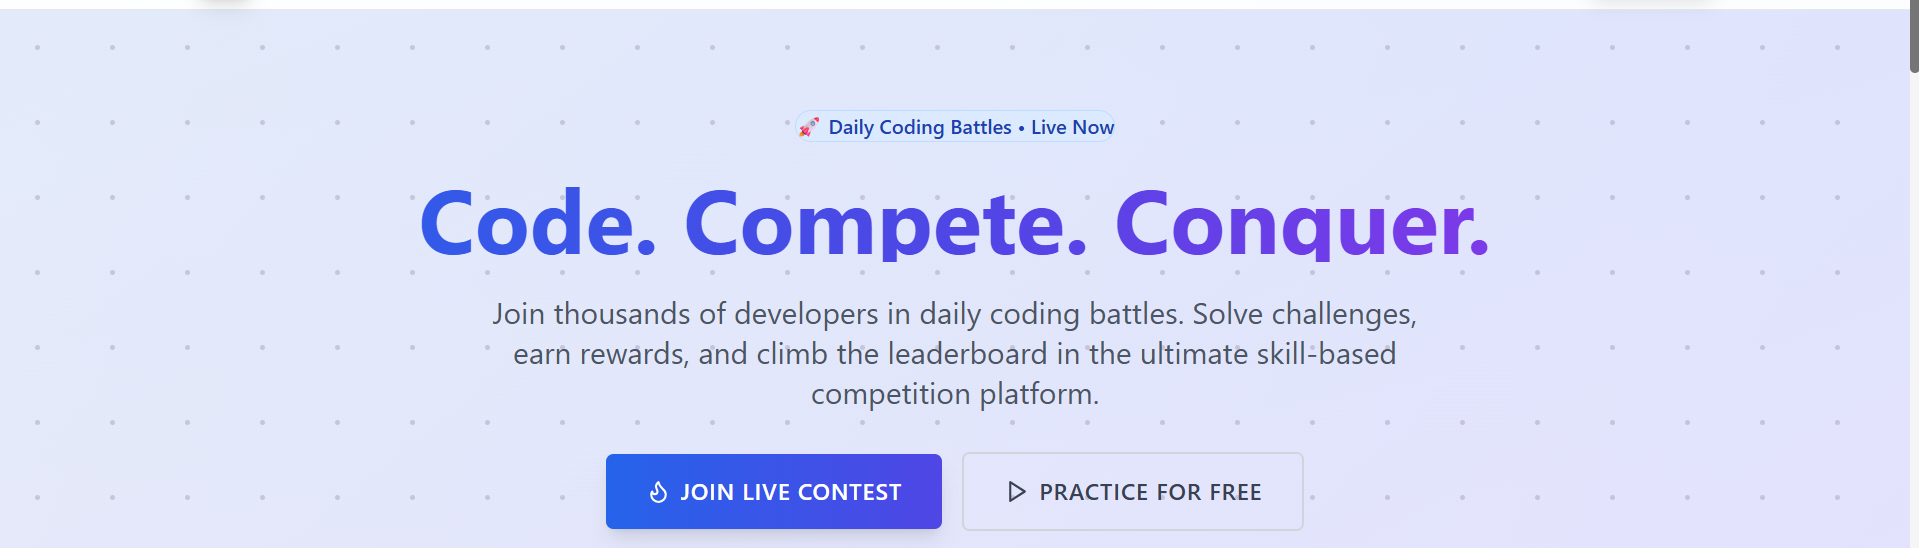 🚀 Daily Coding Battles • Live Now
Code. Compete. Conquer.
Join thousands of developers in daily coding battles. Solve challenges,
earn rewards, and climb the leaderboard in the ultimate skill-based
competition platform.
JOIN LIVE CONTEST
PRACTICE FOR FREE